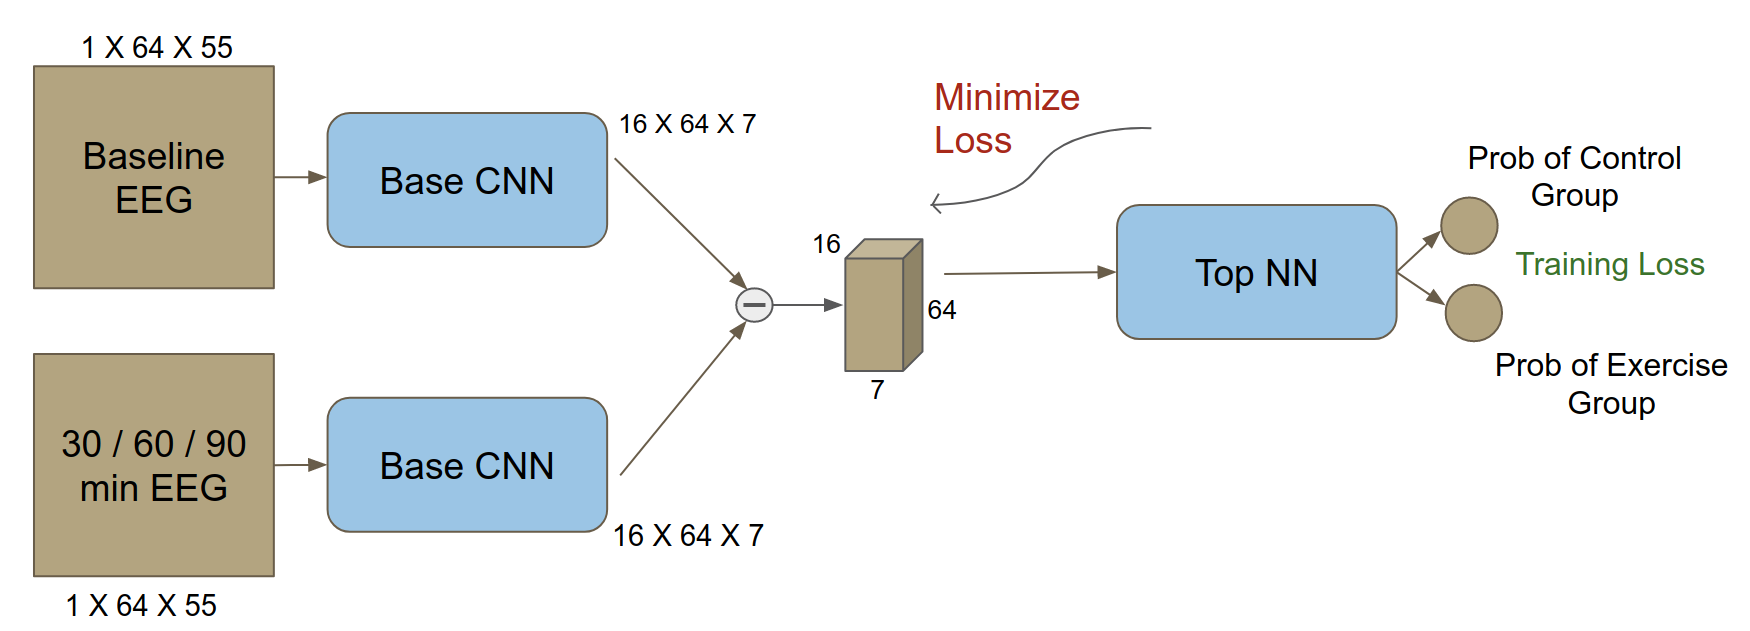 1 X 64 X 55
Baseline
EEG
Base CNN
16 X 64 X 7
30 / 60 / 90
min EEG
1 X 64 X 55
Base CNN
16 X 64 X 7
16
64
7
Minimize
Loss
Top NN
Prob of Control
Group
Training Loss
Prob of Exercise
Group